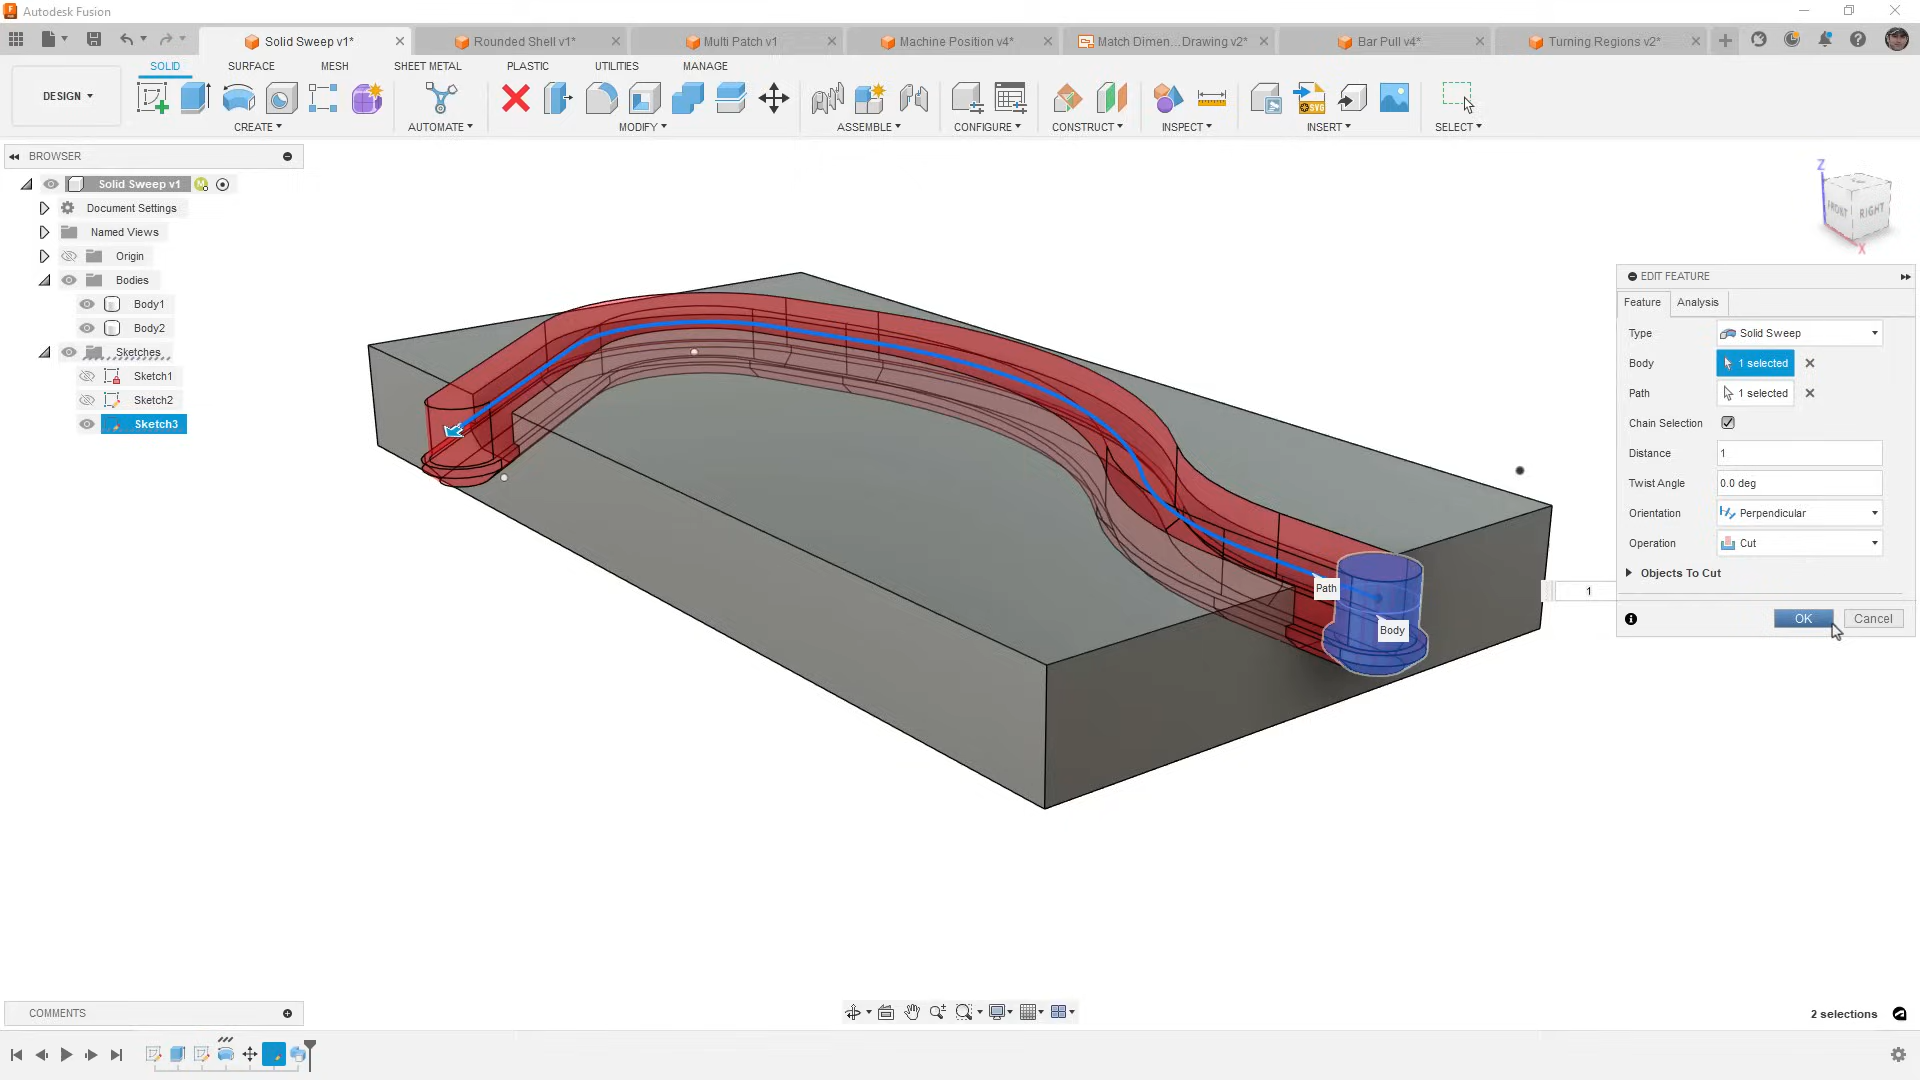 Autodesk Fusion
Solid Sweep v1*
Rounded Shell v1*
Multi Patch v1
Machine Position v4*
Match Dimen...Drawing v2*
Bar Pull v4*
Turning Regions v2*
SOLID
SURFACE
MESH
SHEET METAL
PLASTIC
UTILITIES
MANAGE
DESIGN
CREATE
AUTOMATE
MODIFY
ASSEMBLE
CONFIGURE
CONSTRUCT
INSPECT
INSERT
SELECT
BROWSER
Solid Sweep v1
Document Settings
Named Views
Origin
Bodies
Body1
Body2
Sketches
Sketch1
Sketch2
Sketch3
Z
FRONT
RIGHT
X
Path
Body
1
EDIT FEATURE
Feature
Analysis
Type
Solid Sweep
Body
1 selected
Path
1 selected
Chain Selection
Distance
1
Twist Angle
0.0 deg
Orientation
Perpendicular
Operation
Cut
Objects To Cut
OK
Cancel
COMMENTS
2 selections